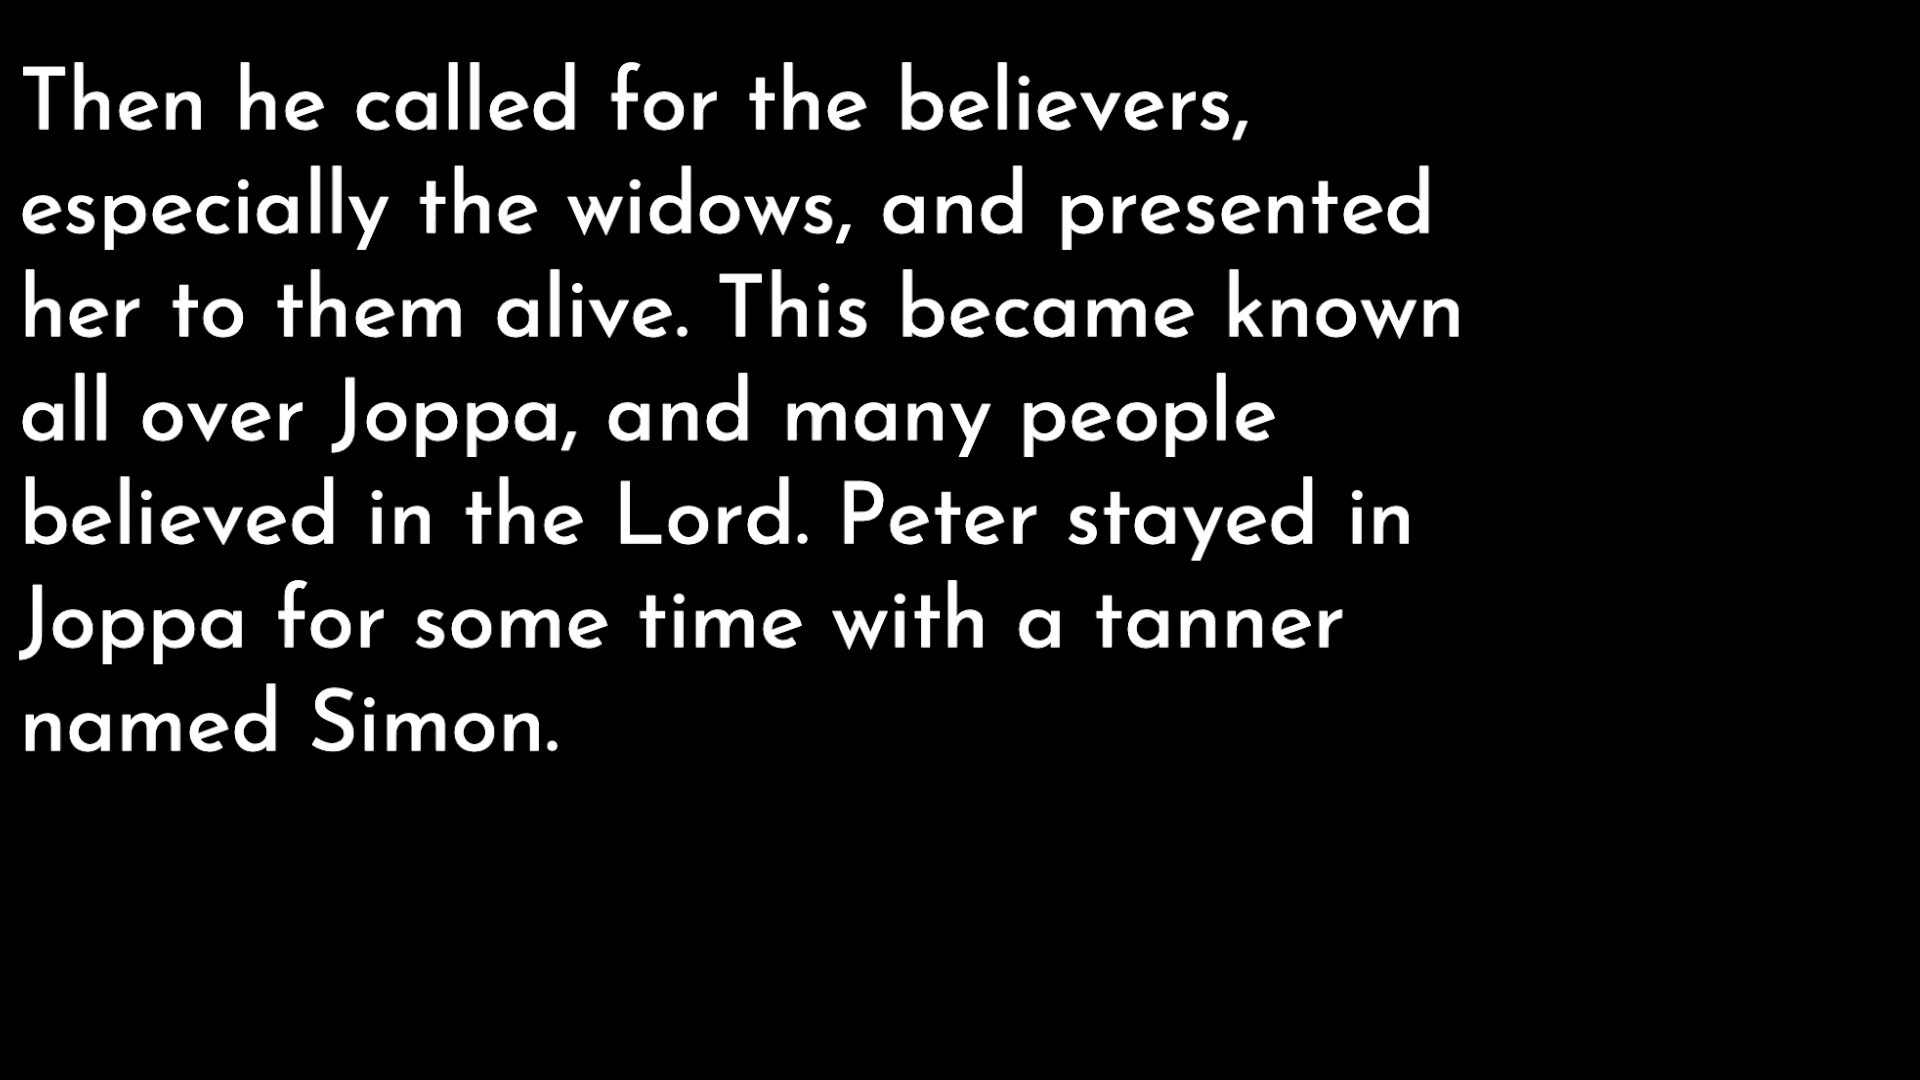 Then he called for the believers,
especially the widows, and presented
her to them alive. This became known
all over Joppa, and many people
believed in the Lord. Peter stayed in
Joppa for some time with a tanner
named Simon.